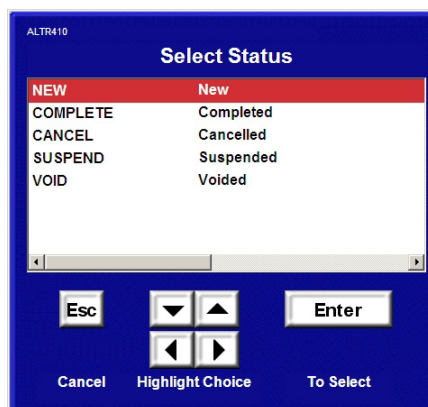 ALTR410
Select Status
NEW New
COMPLETE Completed
CANCEL Cancelled
SUSPEND Suspended
VOID Voided
Esc Enter
Cancel Highlight Choice To Select